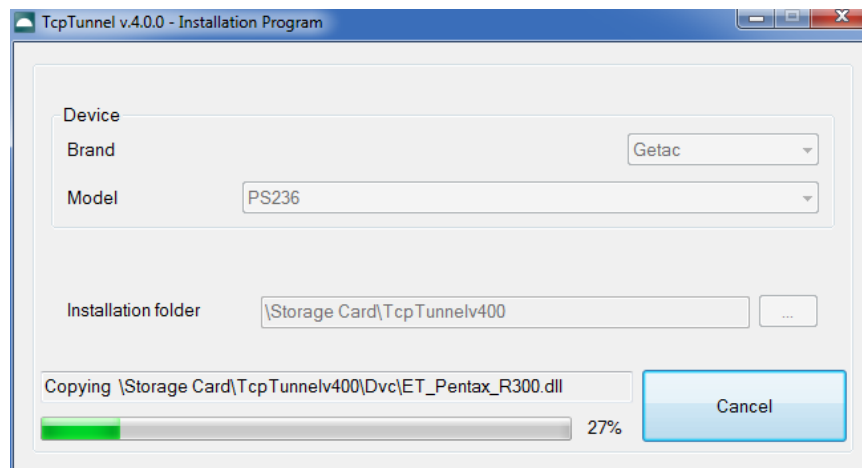 TcpTunnel v.4.0.0 - Installation Program
Device
Brand
Getac
Model
PS236
Installation folder
\Storage Card\TcpTunnelv400
...
Copying \Storage Card\TcpTunnelv400\Dvc\ET_Pentax_R300.dll
27%
Cancel